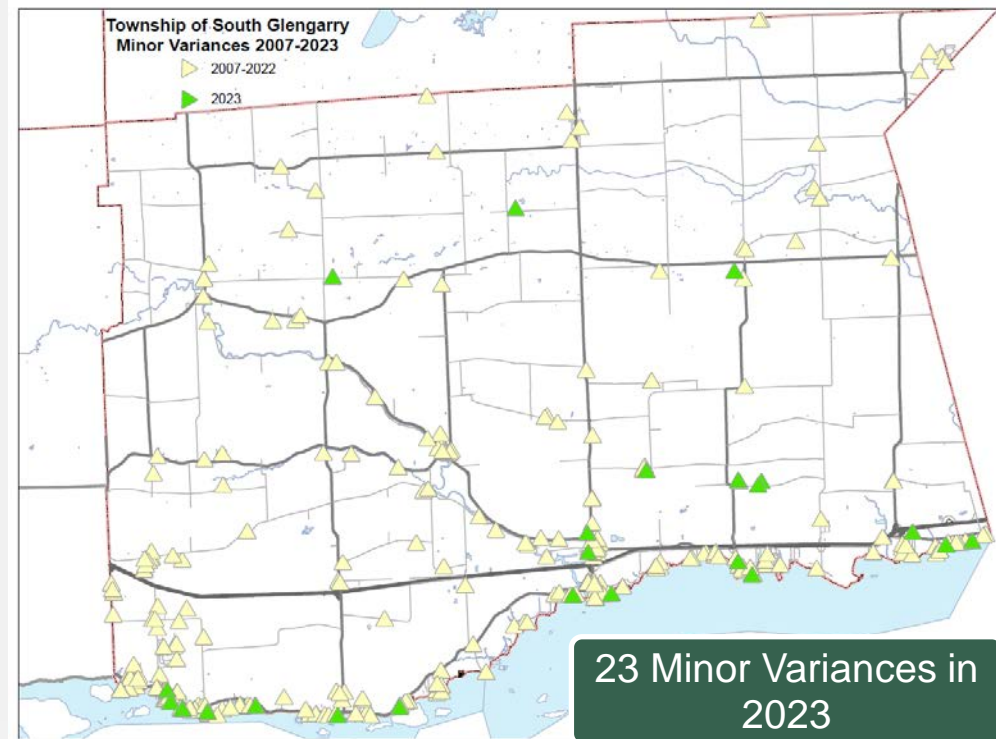 Township of South Glengarry
Minor Variances 2007-2023
2007-2022
2023
23 Minor Variances in
2023